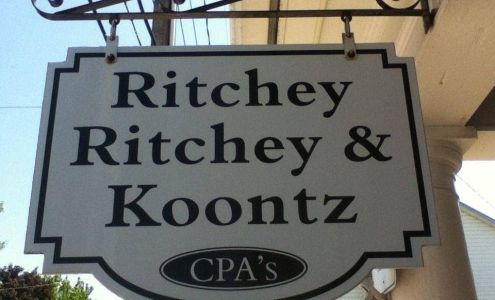 Ritchey
Ritchey &
Koontz
CPA's